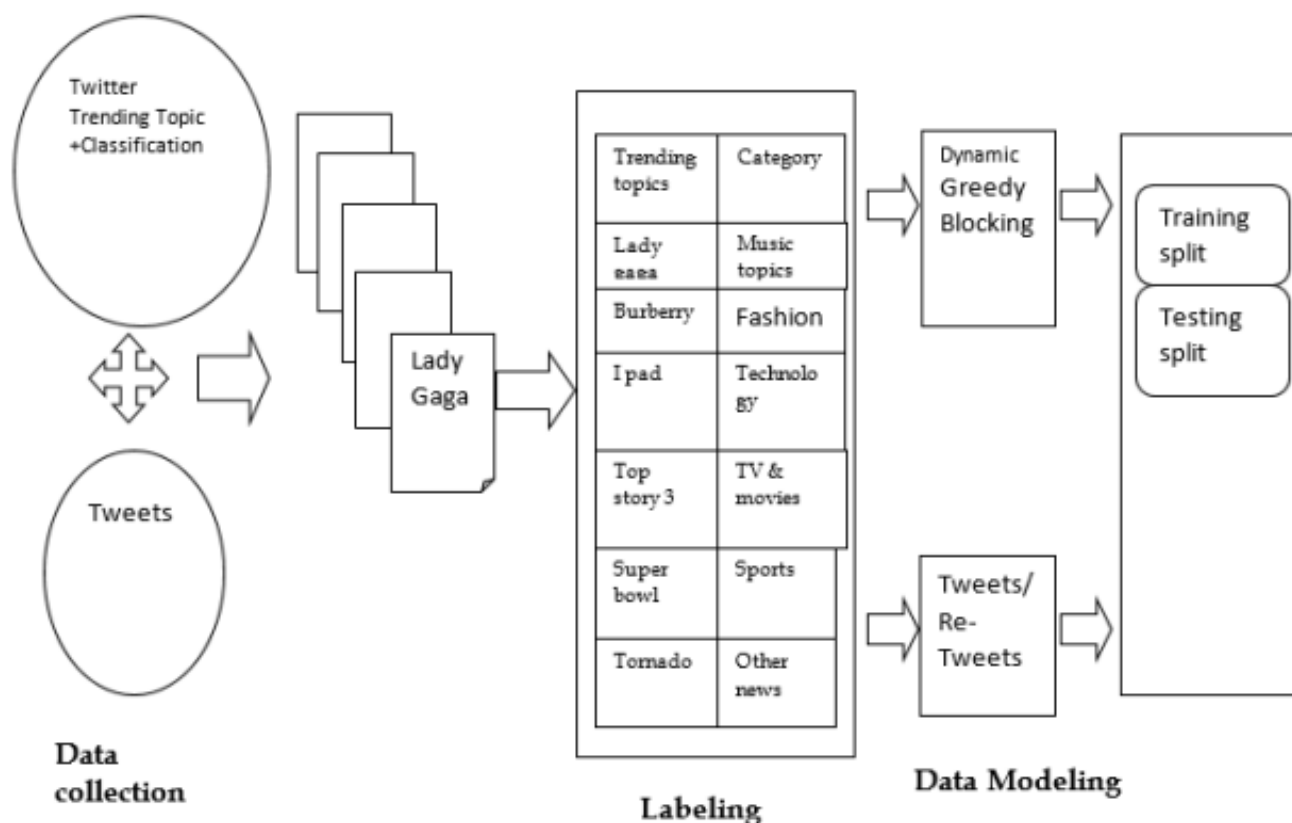 Twitter
Trending Topic
+Classification
Tweets
Data
collection
Lady
Gaga
Trending
topics
Category
Lady
gaga
Music
topics
Burberry
Fashion
I pad
Technolo
gy
Top
story 3
TV &
movies
Super
bowl
Sports
Tornado
Other
news
Labeling
Dynamic
Greedy
Blocking
Tweets/
Re-
Tweets
Data Modeling
Training
split
Testing
split